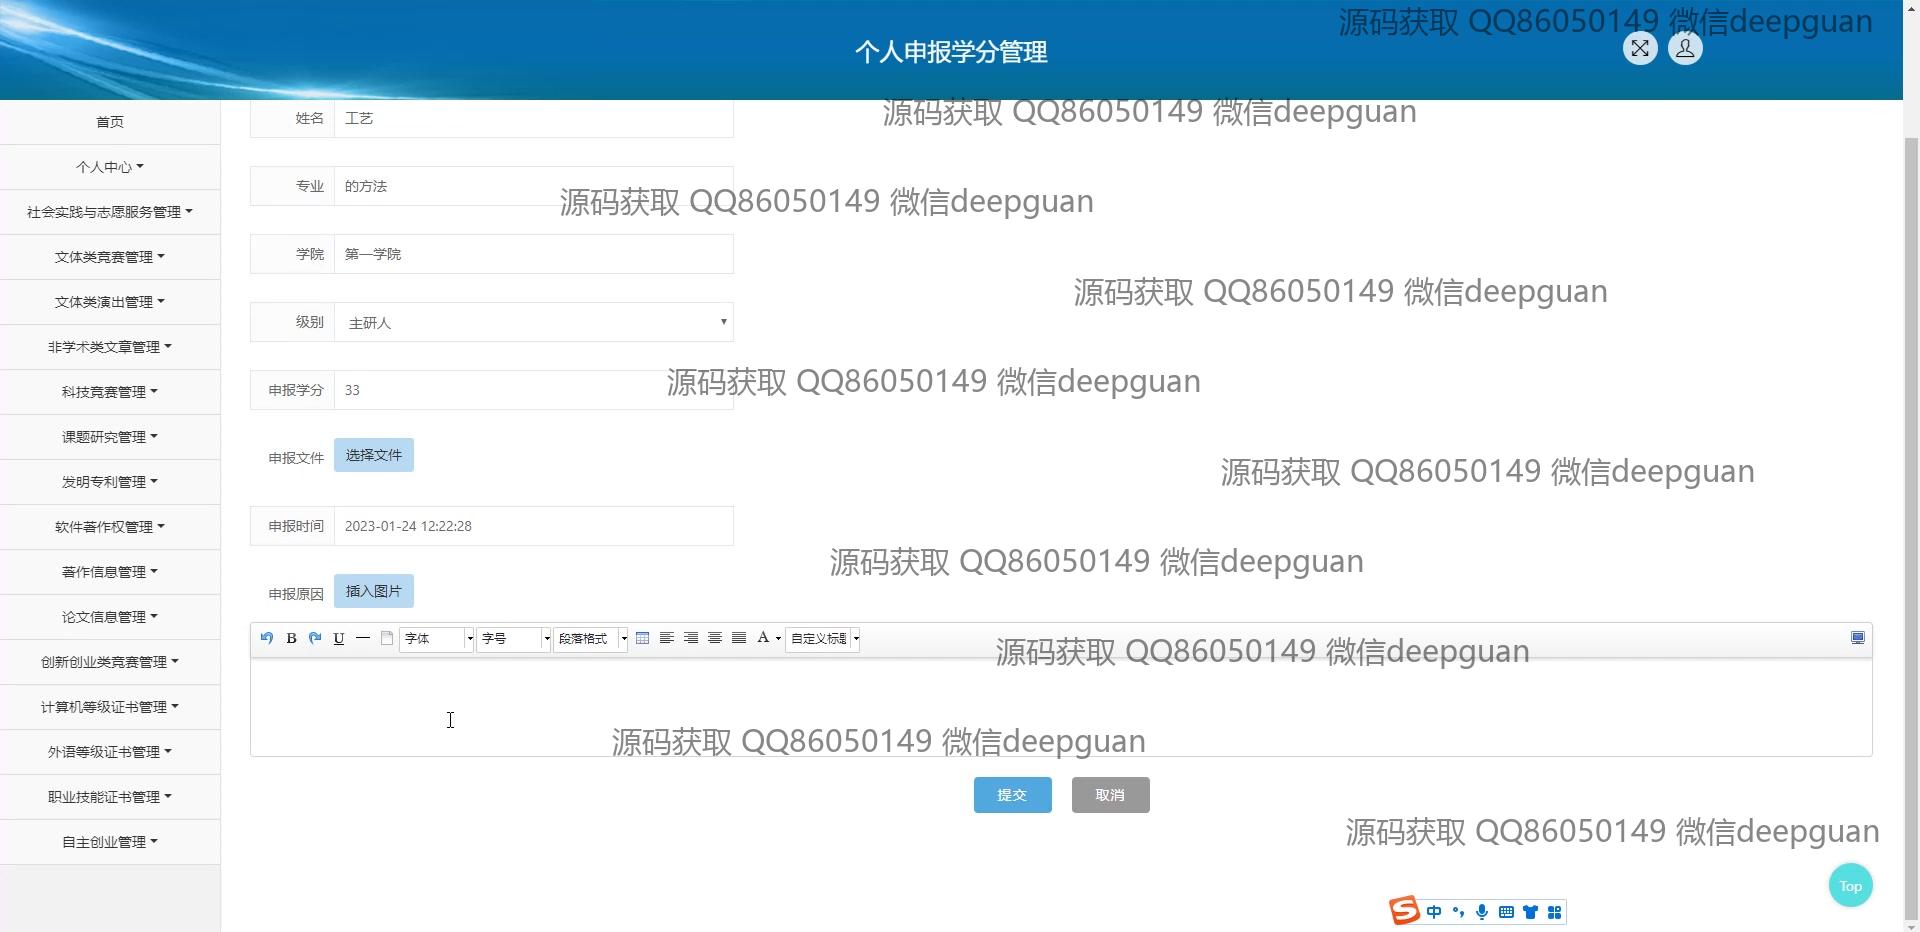 源码获取 QQ86050149 微信deepguan
个人申报学分管理
首页
个人中心
社会实践与志愿服务管理
文体类竞赛管理
文体类演出管理
非学术类文章管理
科技竞赛管理
课题研究管理
发明专利管理
软件著作权管理
著作信息管理
论文信息管理
创新创业类竞赛管理
计算机等级证书管理
外语等级证书管理
职业技能证书管理
自主创业管理
姓名 工艺
源码获取 QQ86050149 微信deepguan
专业 的方法
源码获取 QQ86050149 微信deepguan
学院 第一学院
源码获取 QQ86050149 微信deepguan
级别 主研人
申报学分 33
源码获取 QQ86050149 微信deepguan
申报文件 选择文件
源码获取 QQ86050149 微信deepguan
申报时间 2023-01-24 12:22:28
源码获取 QQ86050149 微信deepguan
申报原因 插入图片
B U 字体 字号 段落格式 A 自定义标题
源码获取 QQ86050149 微信deepguan
源码获取 QQ86050149 微信deepguan
提交 取消
源码获取 QQ86050149 微信deepguan
Top
S 中